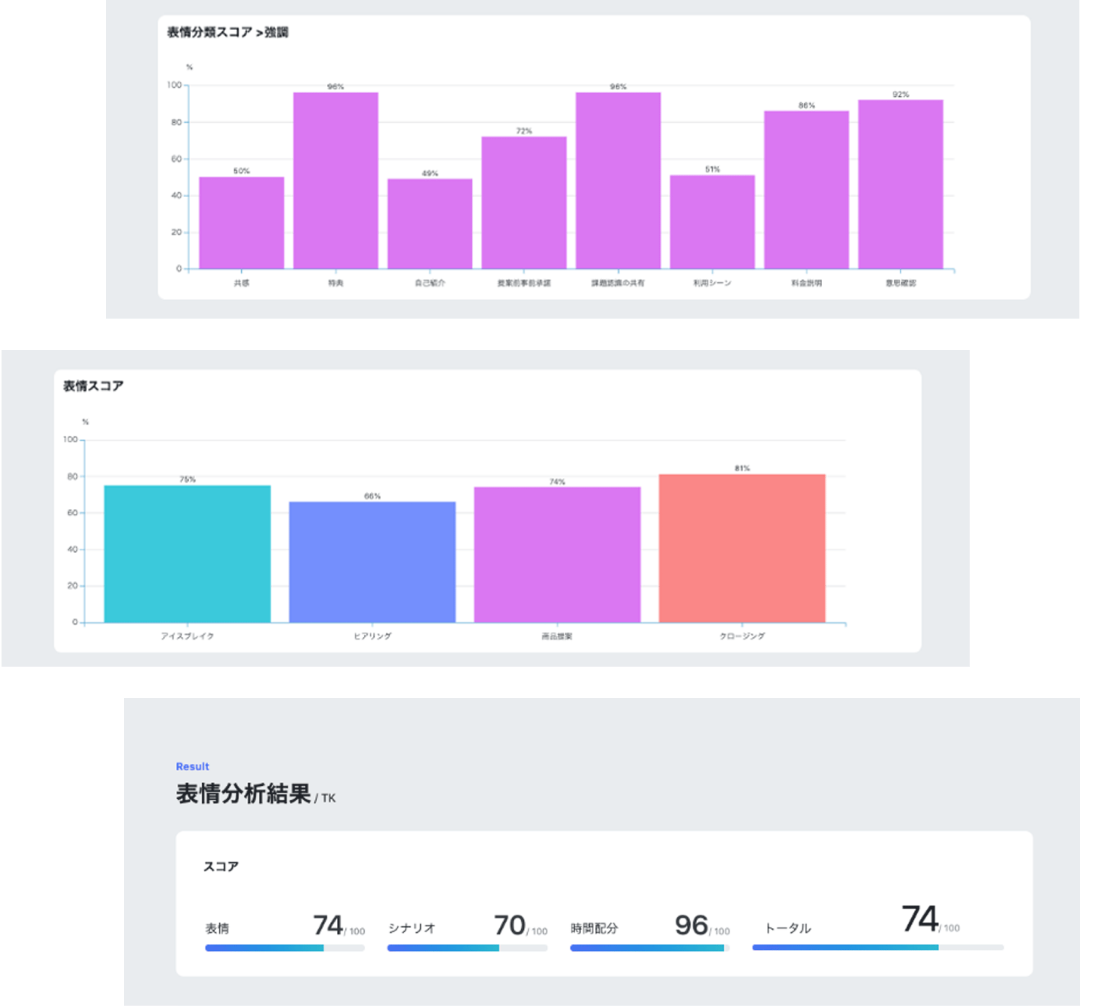 表情分類スコア >強調
%
100
80
60
40
20
0
50%
96%
49%
72%
96%
51%
86%
92%
共感
特典
自己紹介
提案前事前承諾
課題認識の共有
利用シーン
料金説明
意思確認
表情スコア
%
100
80
60
40
20
0
75%
66%
74%
81%
アイスブレイク
ヒアリング
商品提案
クロージング
Result
表情分析結果 / TK
スコア
表情 74 / 100
シナリオ 70 / 100
時間配分 96 / 100
トータル 74 / 100